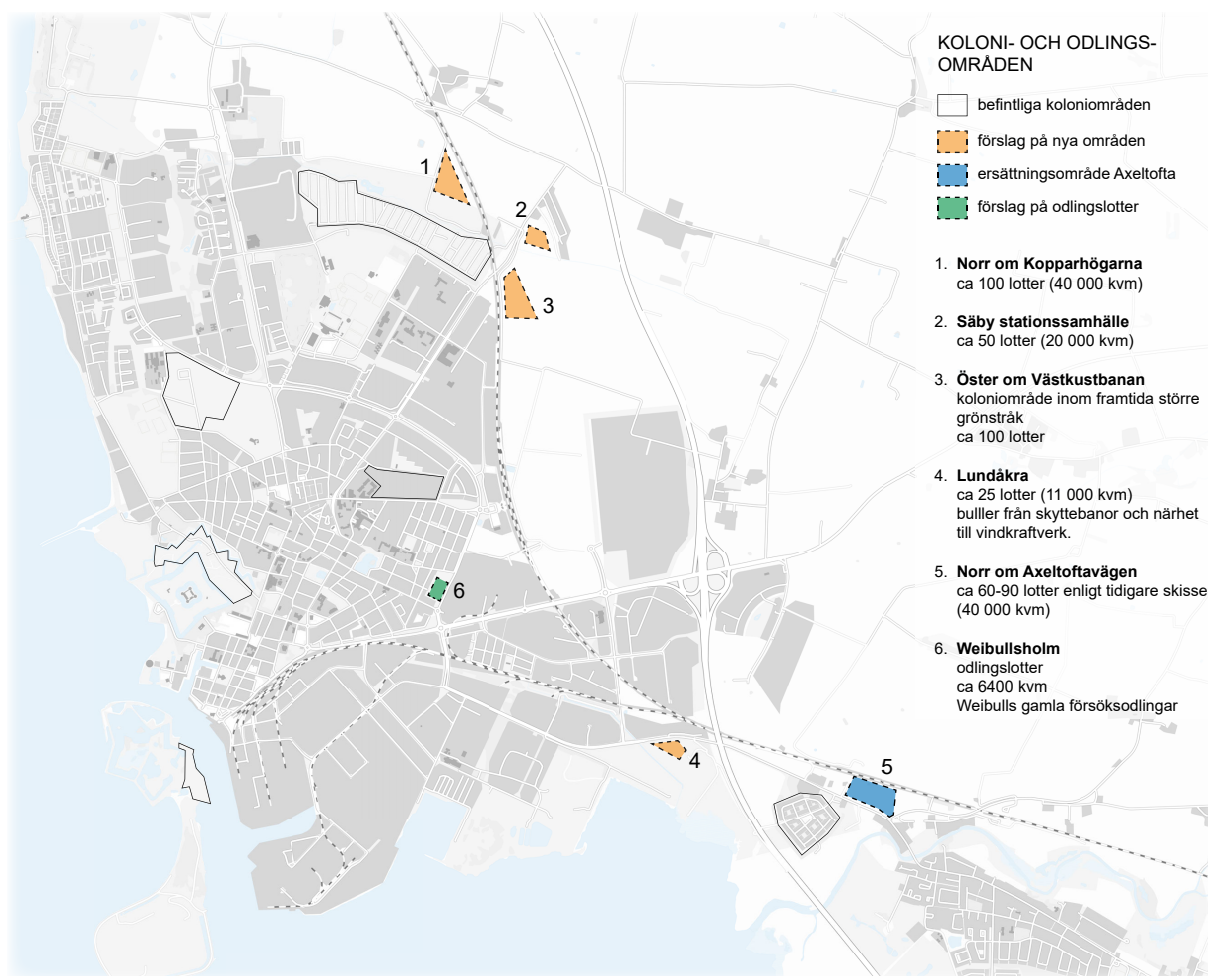 KOLONI- OCH ODLINGS-
OMRÅDEN
befintliga koloniområden
förslag på nya områden
ersättningsområde Axeltofta
förslag på odlingslotter
1. Norr om Kopparhögarna
ca 100 lotter (40 000 kvm)
2. Säby stationssamhälle
ca 50 lotter (20 000 kvm)
3. Öster om Västkustbanan
koloniområde inom framtida större
grönstråk
ca 100 lotter
4. Lundåkra
ca 25 lotter (11 000 kvm)
bulller från skyttebanor och närhet
till vindkraftverk.
5. Norr om Axeltoftavägen
ca 60-90 lotter enligt tidigare skisse
(40 000 kvm)
6. Weibullsholm
odlingslotter
ca 6400 kvm
Weibulls gamla försöksodlingar
1
2
3
6
4
5